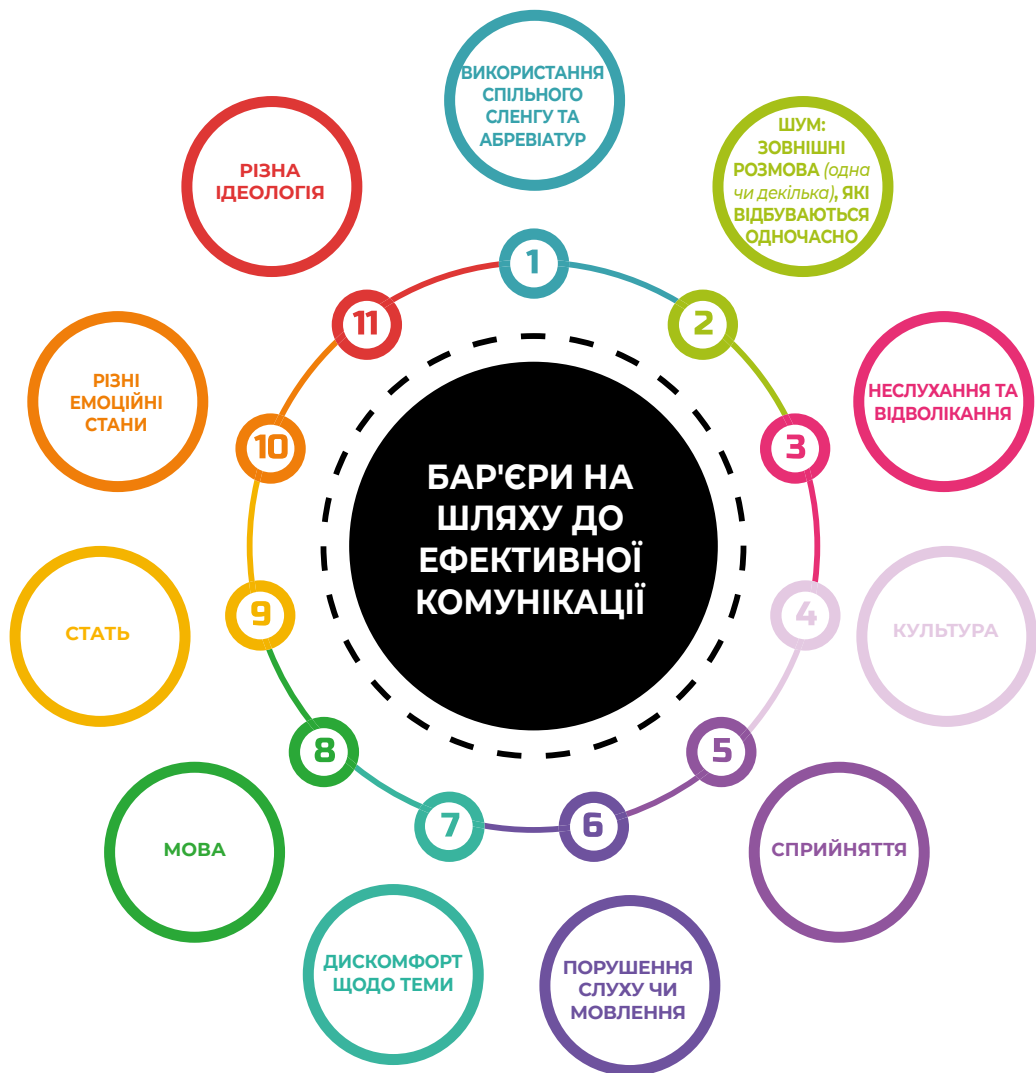 ВИКОРИСТАННЯ
СПІЛЬНОГО
СЛЕНГУ ТА
АБРЕВІАТУР
ШУМ:
ЗОВНІШНІ
РОЗМОВА (одна
чи декілька), ЯКІ
ВІДБУВАЮТЬСЯ
ОДНОЧАСНО
НЕСЛУХАННЯ ТА
ВІДВОЛІКАННЯ
КУЛЬТУРА
СПРИЙНЯТТЯ
ПОРУШЕННЯ
СЛУХУ ЧИ
МОВЛЕННЯ
ДИСКОМФОРТ
ЩОДО ТЕМИ
МОВА
СТАТЬ
РІЗНІ
ЕМОЦІЙНІ
СТАНИ
РІЗНА
ІДЕОЛОГІЯ
1
2
3
4
5
6
7
8
9
10
11
БАР'ЄРИ НА
ШЛЯХУ ДО
ЕФЕКТИВНОЇ
КОМУНІКАЦІЇ